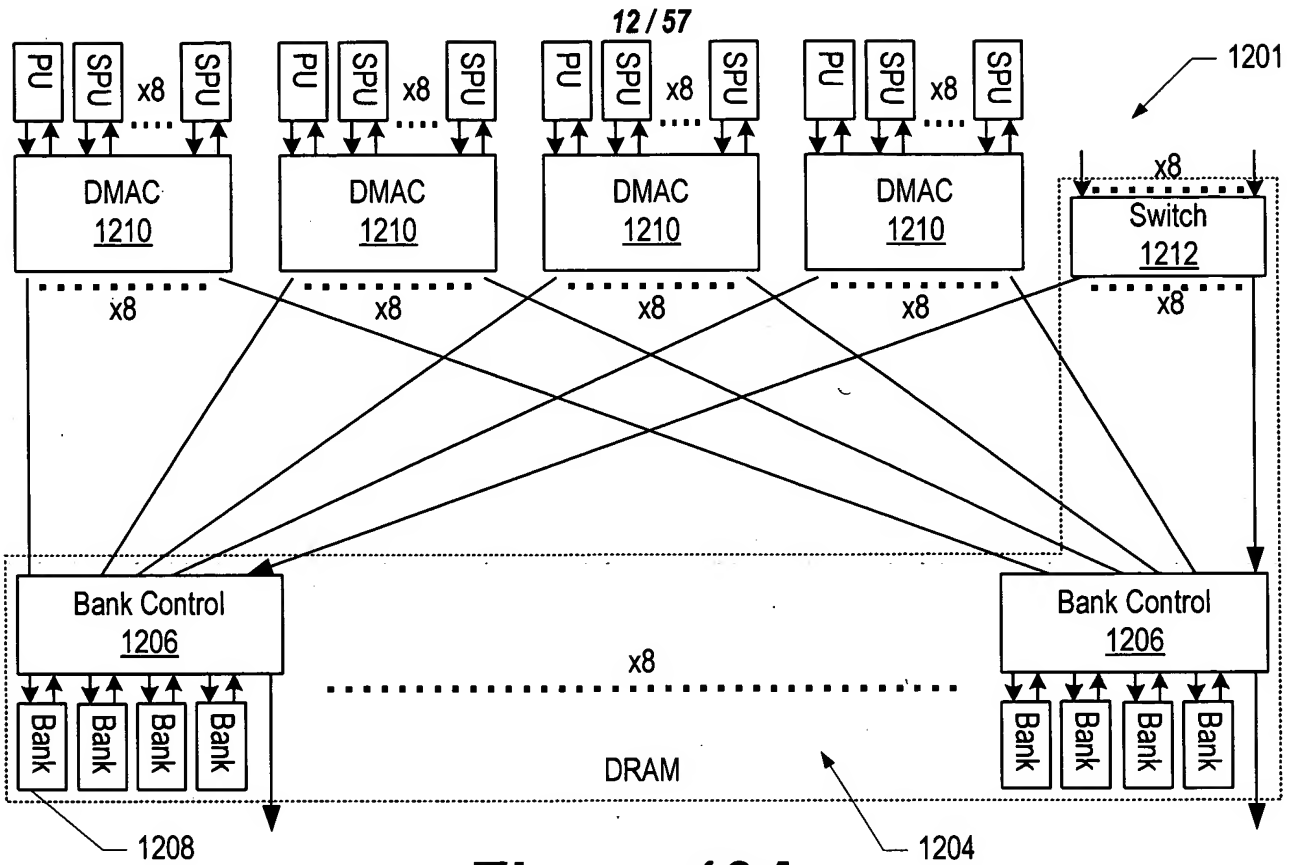 12 / 57
PU SPU x8 SPU PU SPU x8 SPU PU SPU x8 SPU PU SPU x8 SPU
1201
DMAC DMAC DMAC DMAC
1210 1210 1210 1210
x8
Switch
1212
x8 x8 x8 x8 x8
Bank Control Bank Control
1206 1206
x8
Bank Bank Bank Bank Bank Bank Bank Bank
DRAM
1208 1204